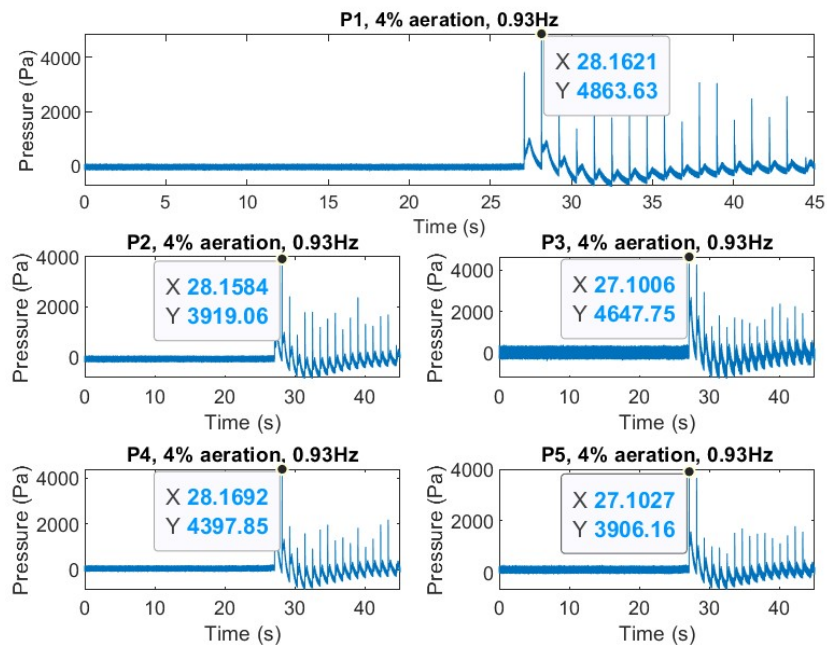 P1, 4% aeration, 0.93Hz
Pressure (Pa)
4000
2000
0
X 28.1621
Y 4863.63
0 5 10 15 20 25 30 35 40 45
Time (s)
P2, 4% aeration, 0.93Hz
Pressure (Pa)
4000
2000
0
X 28.1584
Y 3919.06
0 10 20 30 40
Time (s)
P3, 4% aeration, 0.93Hz
Pressure (Pa)
4000
2000
0
X 27.1006
Y 4647.75
0 10 20 30 40
Time (s)
P4, 4% aeration, 0.93Hz
Pressure (Pa)
4000
2000
0
X 28.1692
Y 4397.85
0 10 20 30 40
Time (s)
P5, 4% aeration, 0.93Hz
Pressure (Pa)
4000
2000
0
X 27.1027
Y 3906.16
0 10 20 30 40
Time (s)